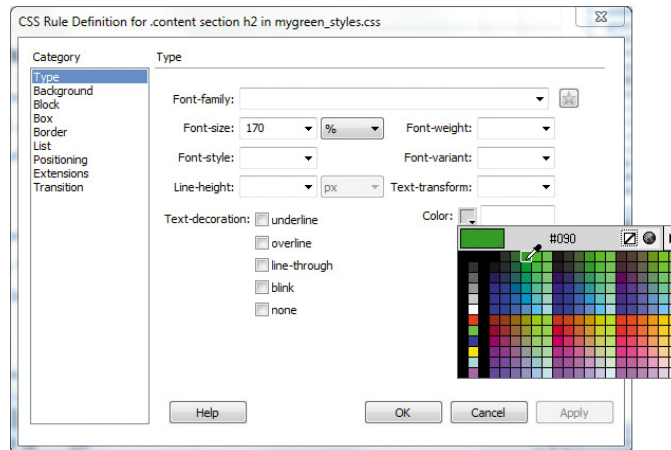 CSS Rule Definition for .content section h2 in mygreen_styles.css
Category
Type
Type
Background
Block
Box
Border
List
Positioning
Extensions
Transition
Font-family:
Font-size: 170 % Font-weight:
Font-style: Font-variant:
Line-height: px Text-transform:
Text-decoration: underline Color:
overline
line-through
blink
none
#090
Help OK Cancel Apply